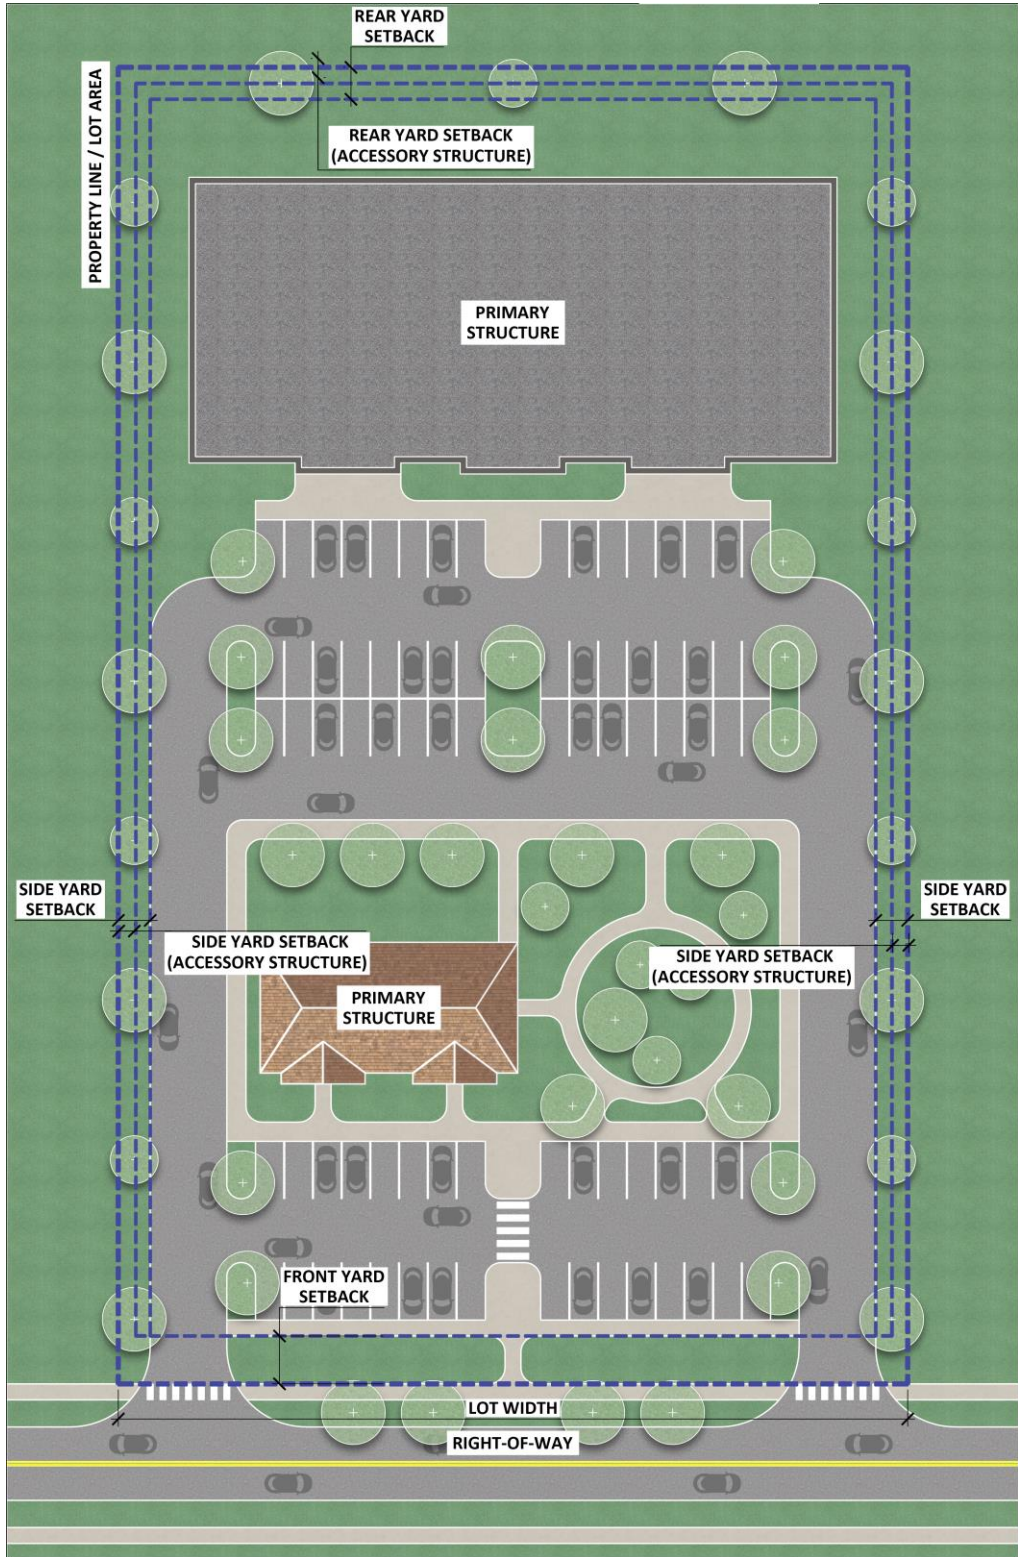 REAR YARD
SETBACK
PROPERTY LINE / LOT AREA
REAR YARD SETBACK
(ACCESSORY STRUCTURE)
PRIMARY
STRUCTURE
SIDE YARD
SETBACK
SIDE YARD
SETBACK
SIDE YARD SETBACK
(ACCESSORY STRUCTURE)
SIDE YARD SETBACK
(ACCESSORY STRUCTURE)
PRIMARY
STRUCTURE
FRONT YARD
SETBACK
LOT WIDTH
RIGHT-OF-WAY